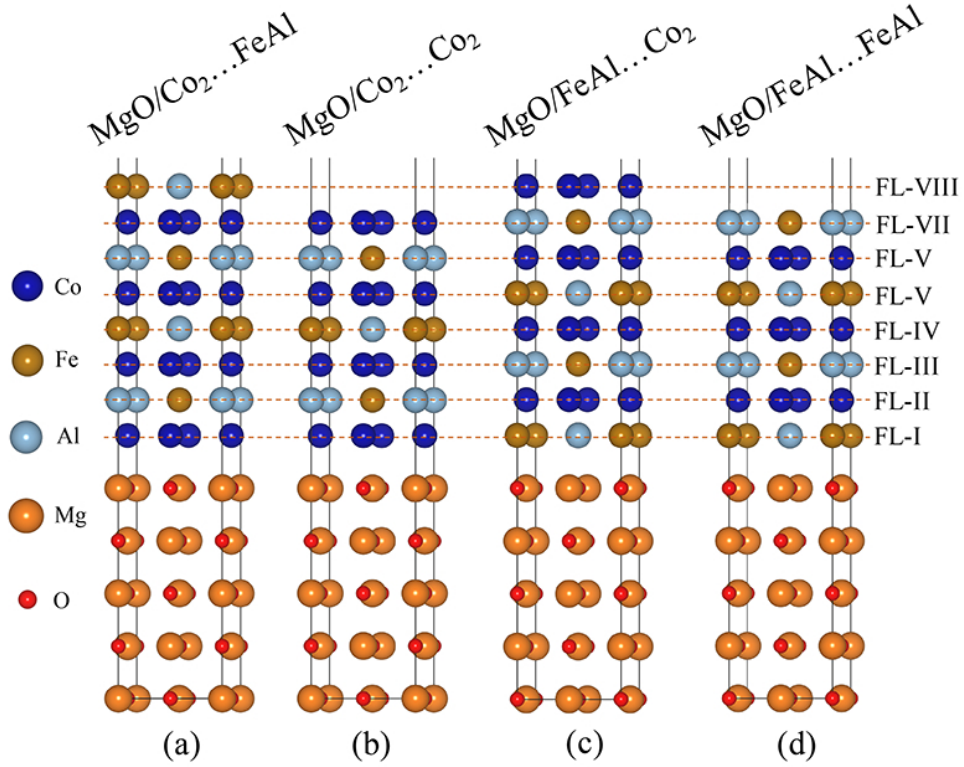 MgO/Co₂...FeAl
MgO/Co₂...Co₂
MgO/FeAl...Co₂
MgO/FeAl...FeAl
FL-VIII
FL-VII
FL-V
FL-V
FL-IV
FL-III
FL-II
FL-I
Co
Fe
Al
Mg
O
(a)
(b)
(c)
(d)